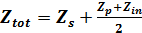 Z_tot = Z_s + (Z_p + Z_in)/2